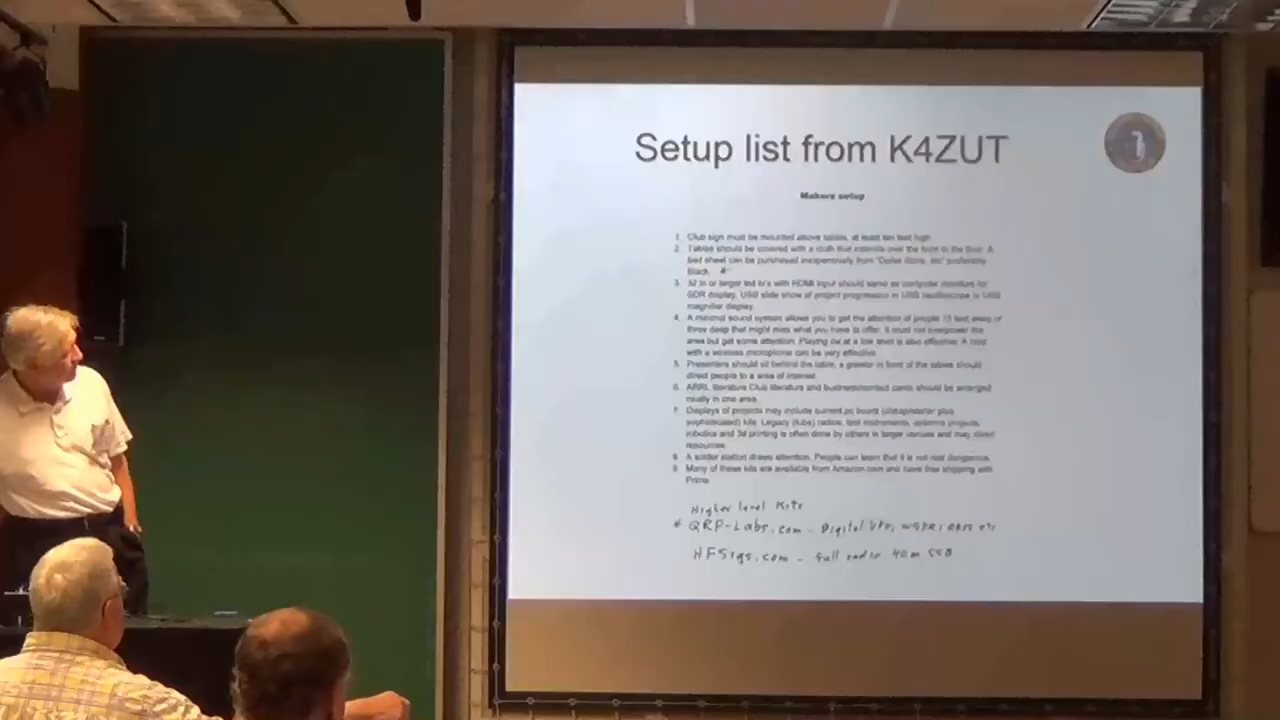 Setup list from K4ZUT
Makers setup
1. Club sign must be mounted above tables, at least ten feet high
2. Tables should be covered with a cloth that extends over the front to the floor. A
bed sheet can be purchased inexpensively from "Dollar Store, etc" preferably
Black.
3. 32 in or larger led tv's with HDMI input should serve as computer monitors for
SDR display, USB slide show of project progression or USB oscilloscope or USB
magnifier display
4. A minimal sound system allows you to get the attention of people 10 feet away or
three deep that might miss what you have to offer. It must not overpower the
area but get some attention. Playing cw at a low level is also effective. A
with a wireless microphone can be very effective.
5. Presenters should sit behind the table, a greeter in front of the tables should
direct people to a area of interest.
6. ARRL literature Club literature and business/contact cards should be arranged
neatly in one area.
7. Displays of projects may include current pc board
sophisticated) kits, Legacy (tube) radios, test instruments, antenna projects,
robotics and 3d printing is often done by others in larger venues and may divert
resources.
8. A solder station draws attention. People can learn that it is not real dangerous.
9. Many of these kits are available from Amazon.com and have free shipping with
Prime
Higher level Kits
* QRP-Labs.com - Digital VFO, WSPR,
HFSigs.com - full radio 40m SSB